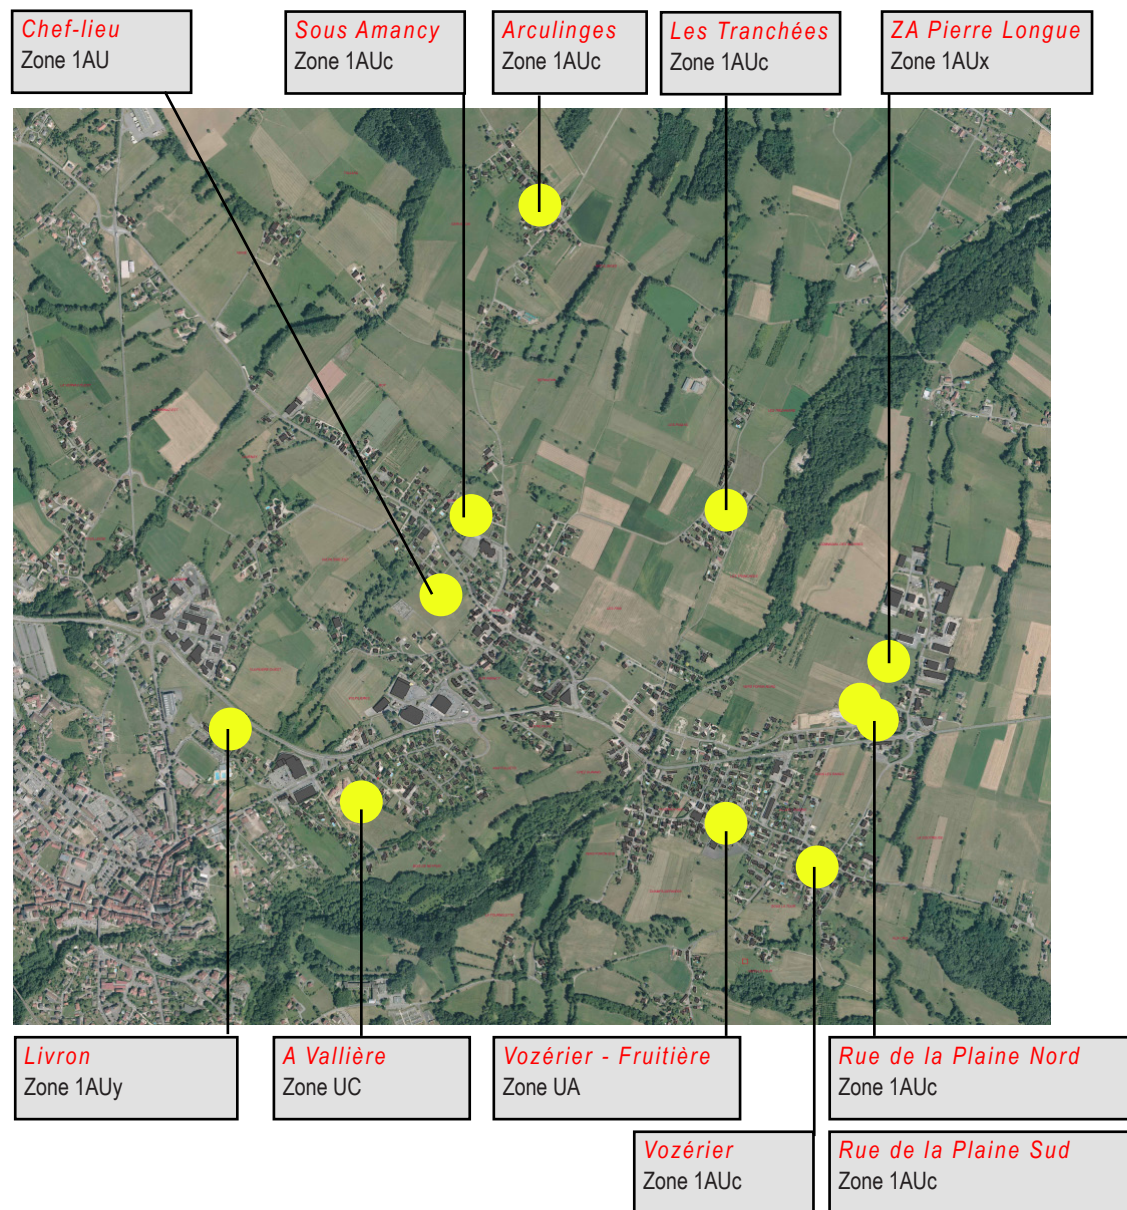 Chef-lieu
Zone 1AU
Sous Amancy
Zone 1AUc
Arculinges
Zone 1AUc
Les Tranchées
Zone 1AUc
ZA Pierre Longue
Zone 1AUx
Livron
Zone 1AUy
A Vallière
Zone UC
Vozérier - Fruitière
Zone UA
Rue de la Plaine Nord
Zone 1AUc
Vozérier
Zone 1AUc
Rue de la Plaine Sud
Zone 1AUc